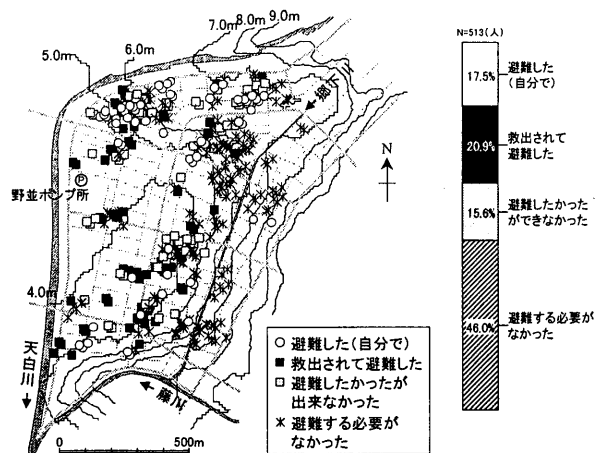 9.0m
8.0m
7.0m
6.0m
5.0m
郷下川
N
P
野並ポンプ所
4.0m
天白川
藤川
0 500m
○ 避難した(自分で)
■ 救出されて避難した
□ 避難したかったが
出来なかった
＊ 避難する必要が
なかった
N=513(人)
17.5%
避難した
(自分で)
20.9%
救出されて
避難した
15.6%
避難したかった
ができなかった
46.0%
避難する必要が
なかった